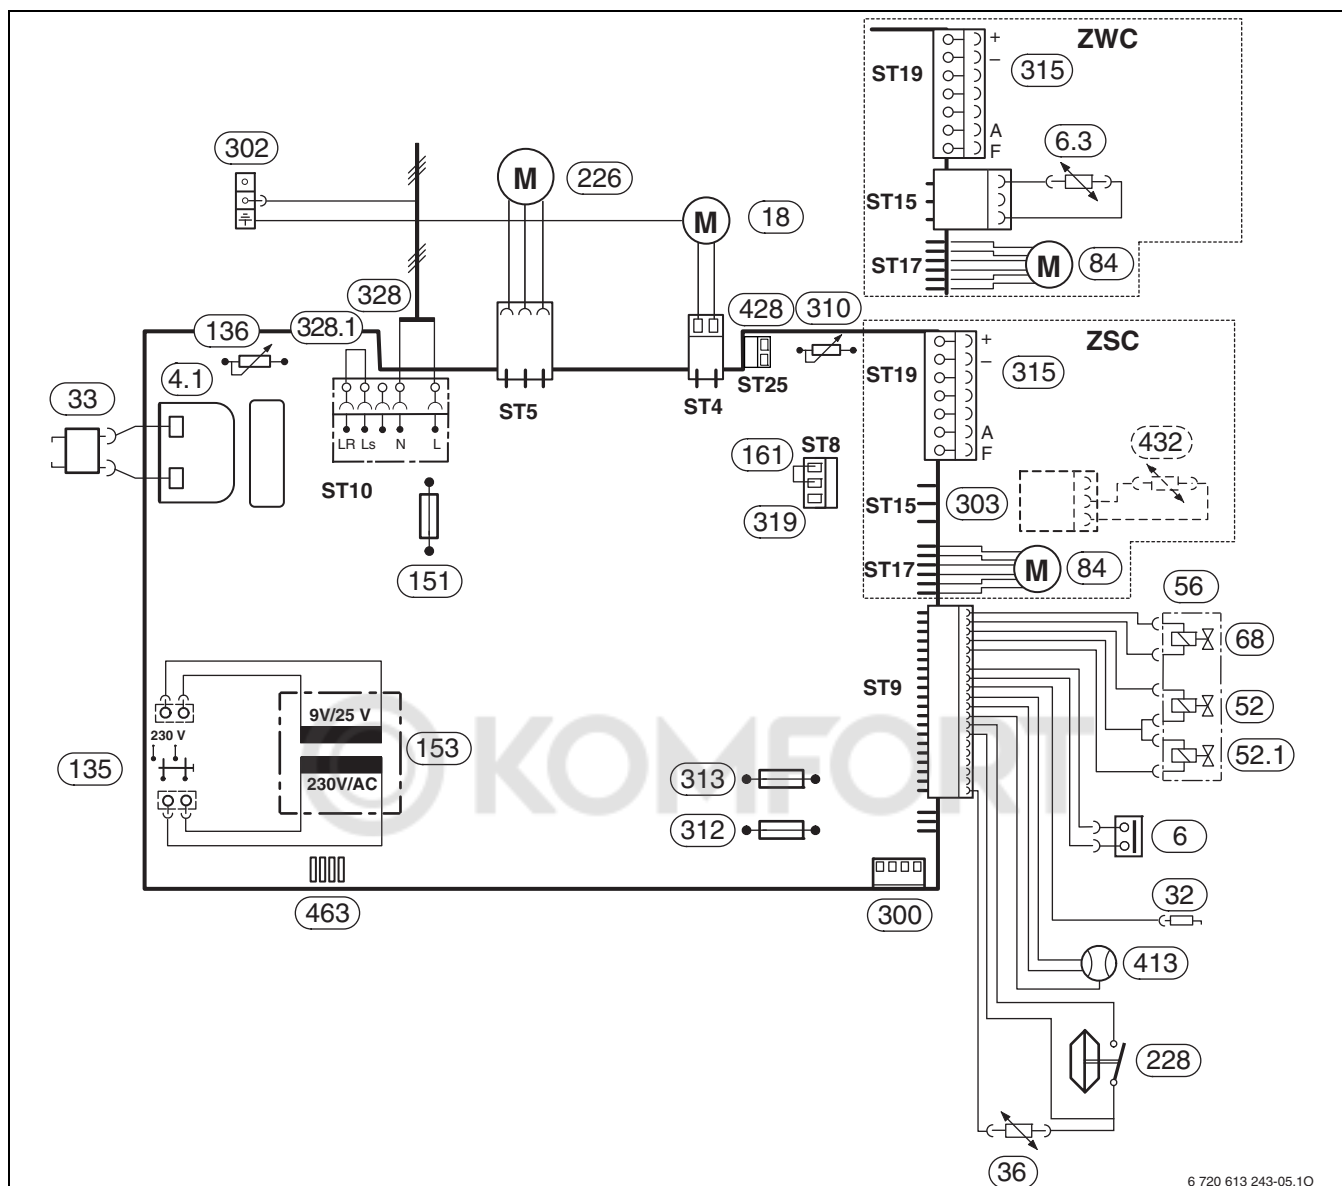 ZWC
+
–
ST19
315
A
F
6.3
ST15
ST17
M
84
302
M
226
M
18
328
428
310
136
328.1
ZSC
+
–
ST19
315
4.1
33
ST25
ST5
ST4
LR
Ls
N
L
ST10
161
ST8
A
F
432
319
ST15
303
151
ST17
M
84
56
68
ST9
52
52.1
9V/25 V
230 V
135
153
230V/AC
© KOMFORT
313
312
6
463
300
32
413
228
36
6 720 613 243-05.1O